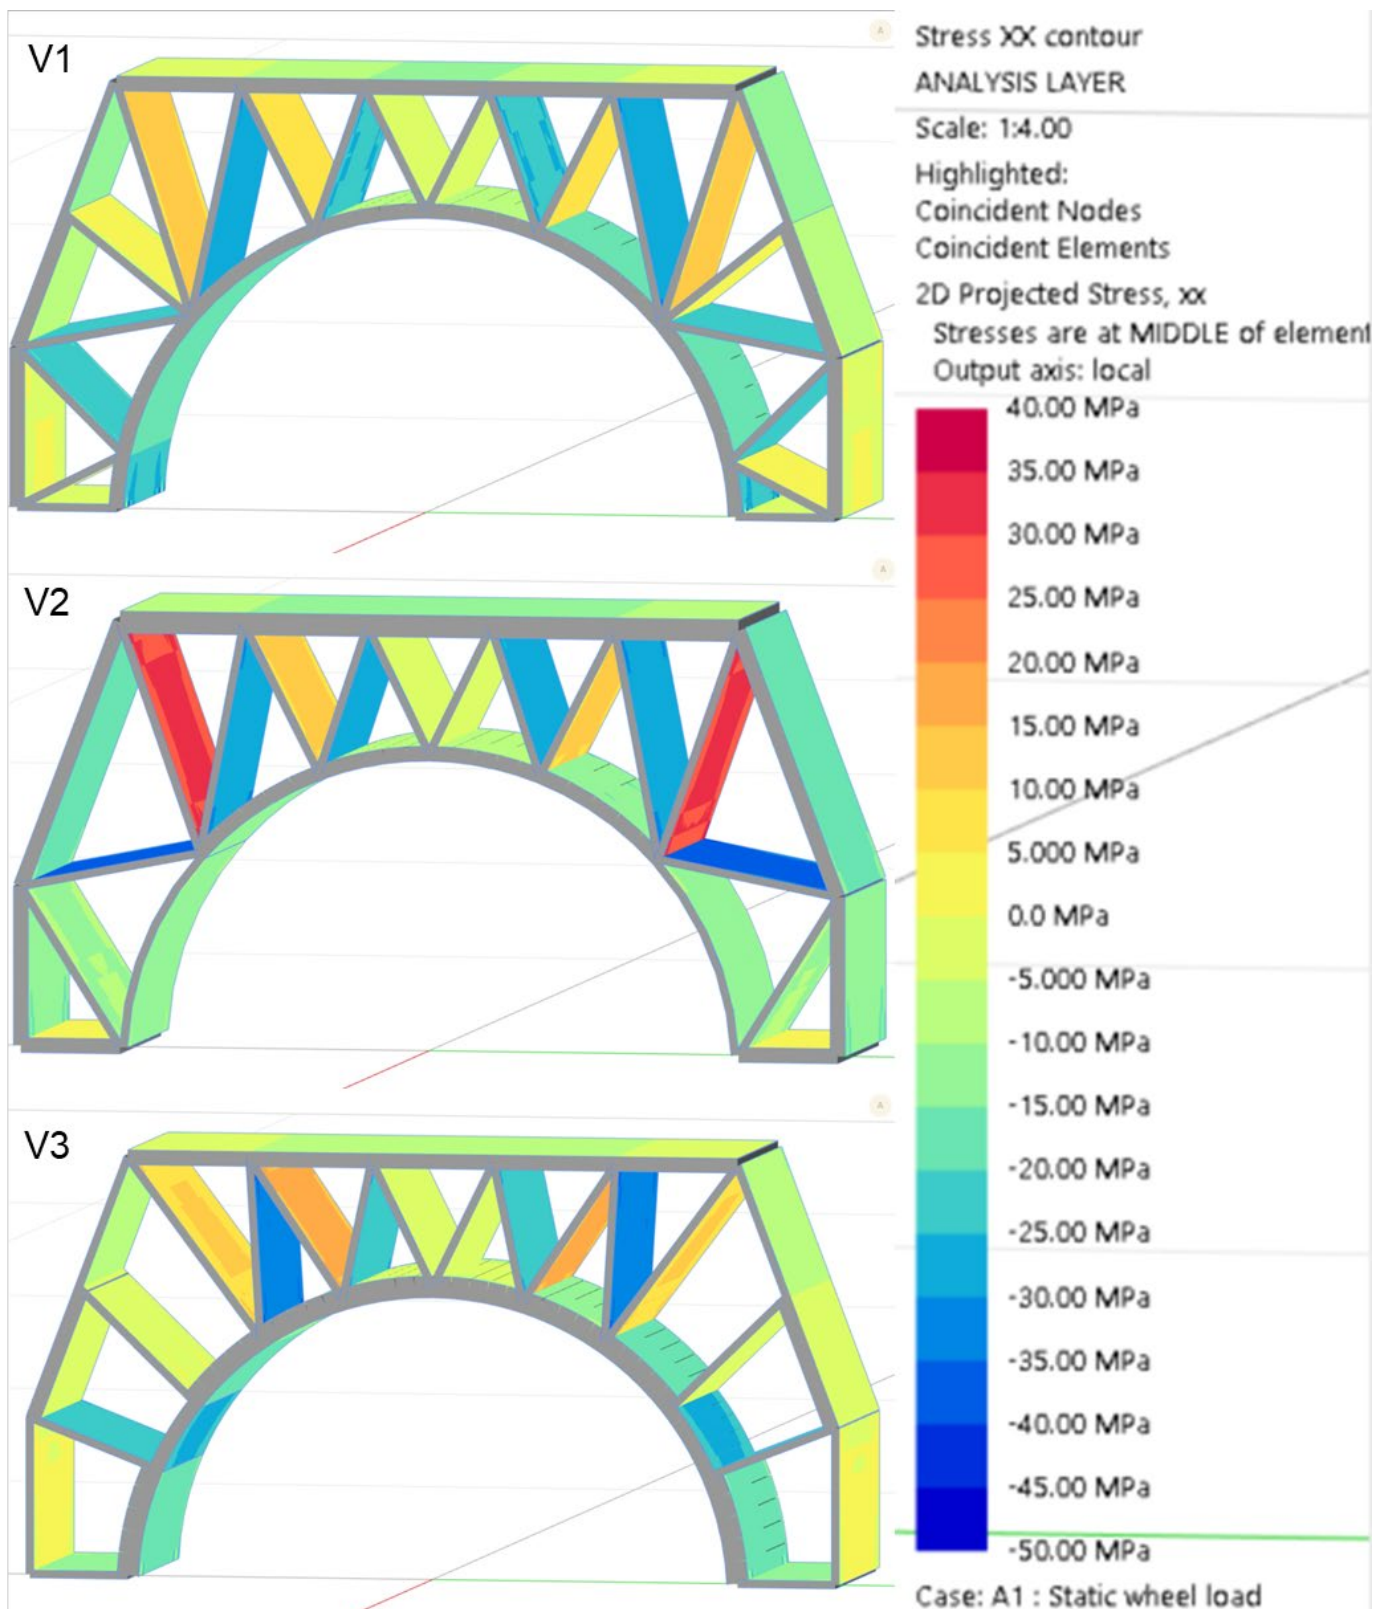 V1
V2
V3
Stress XX contour
ANALYSIS LAYER
Scale: 1:4.00
Highlighted:
Coincident Nodes
Coincident Elements
2D Projected Stress, xx
Stresses are at MIDDLE of element
Output axis: local
40.00 MPa
35.00 MPa
30.00 MPa
25.00 MPa
20.00 MPa
15.00 MPa
10.00 MPa
5.000 MPa
0.0 MPa
-5.000 MPa
-10.00 MPa
-15.00 MPa
-20.00 MPa
-25.00 MPa
-30.00 MPa
-35.00 MPa
-40.00 MPa
-45.00 MPa
-50.00 MPa
Case: A1 : Static wheel load